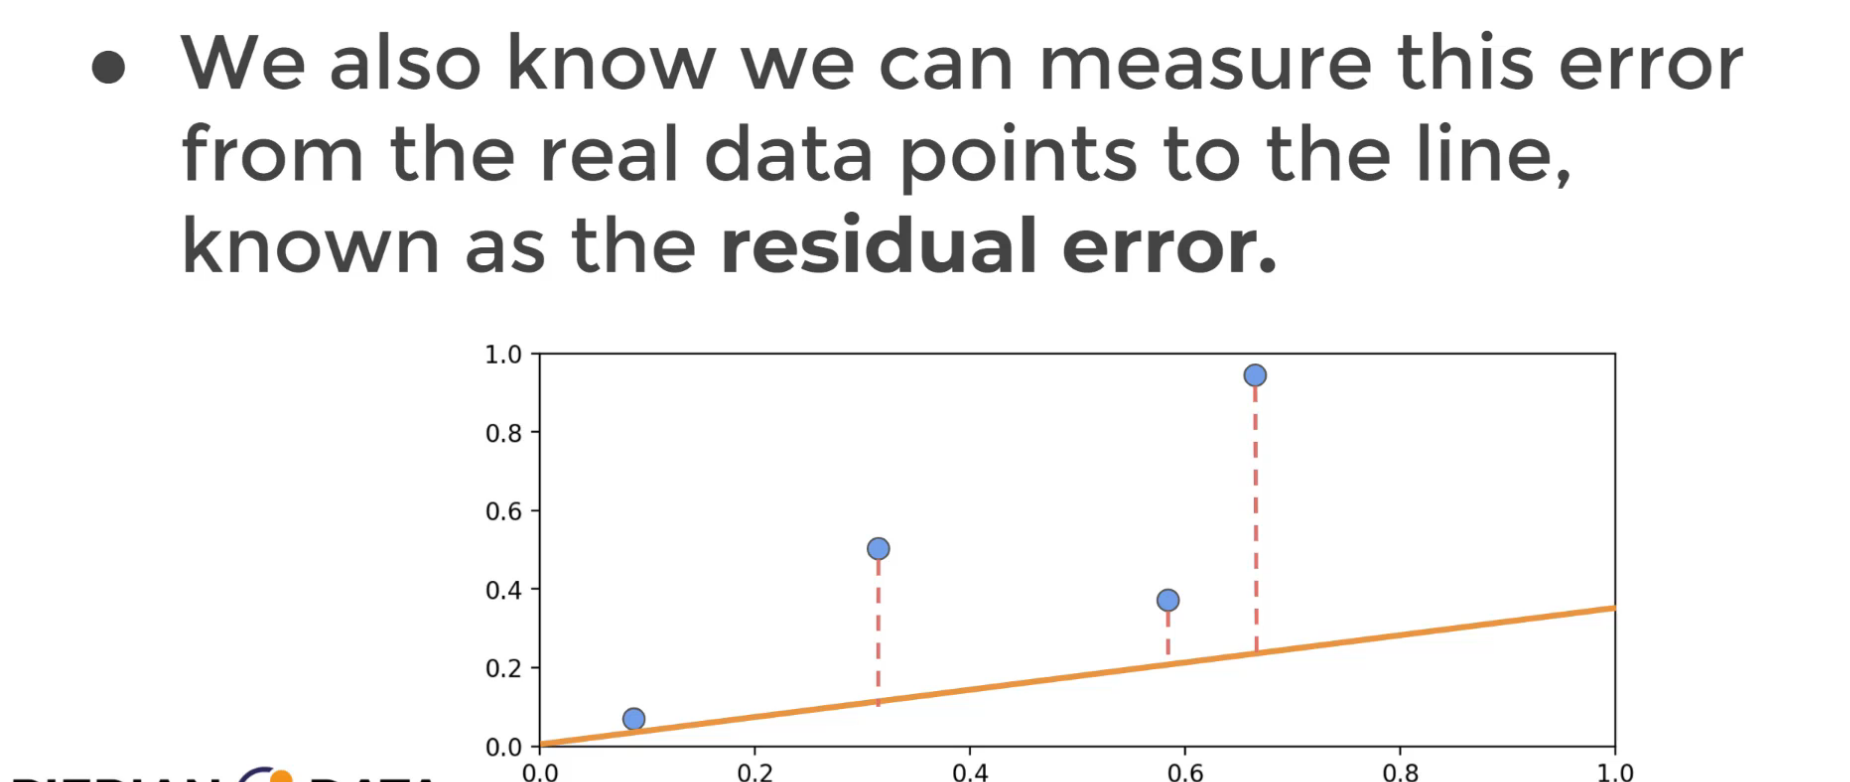 ● We also know we can measure this error
from the real data points to the line,
known as the residual error.
1.0
0.8
0.6
0.4
0.2
0.0
0.0 0.2 0.4 0.6 0.8 1.0